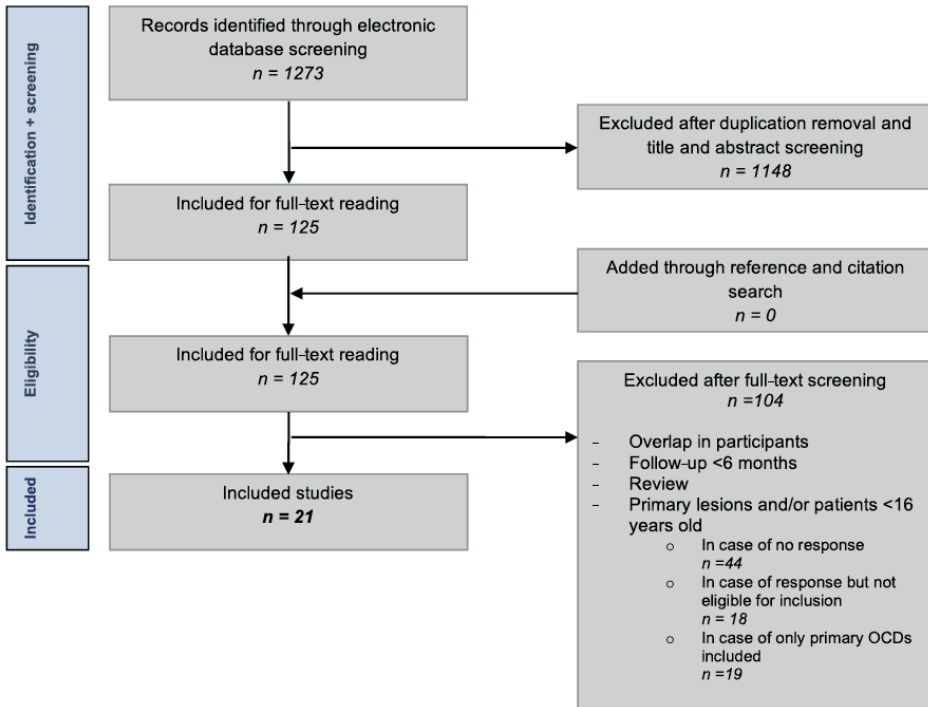 Identification + screening
Records identified through electronic
database screening
n = 1273
Excluded after duplication removal and
title and abstract screening
n = 1148
Included for full-text reading
n = 125
Eligibility
Added through reference and citation
search
n = 0
Included for full-text reading
n = 125
Excluded after full-text screening
n =104
- Overlap in participants
- Follow-up <6 months
- Review
- Primary lesions and/or patients <16
years old
o In case of no response
n =44
o In case of response but not
eligible for inclusion
n = 18
o In case of only primary OCDs
included
n =19
Included
Included studies
n = 21